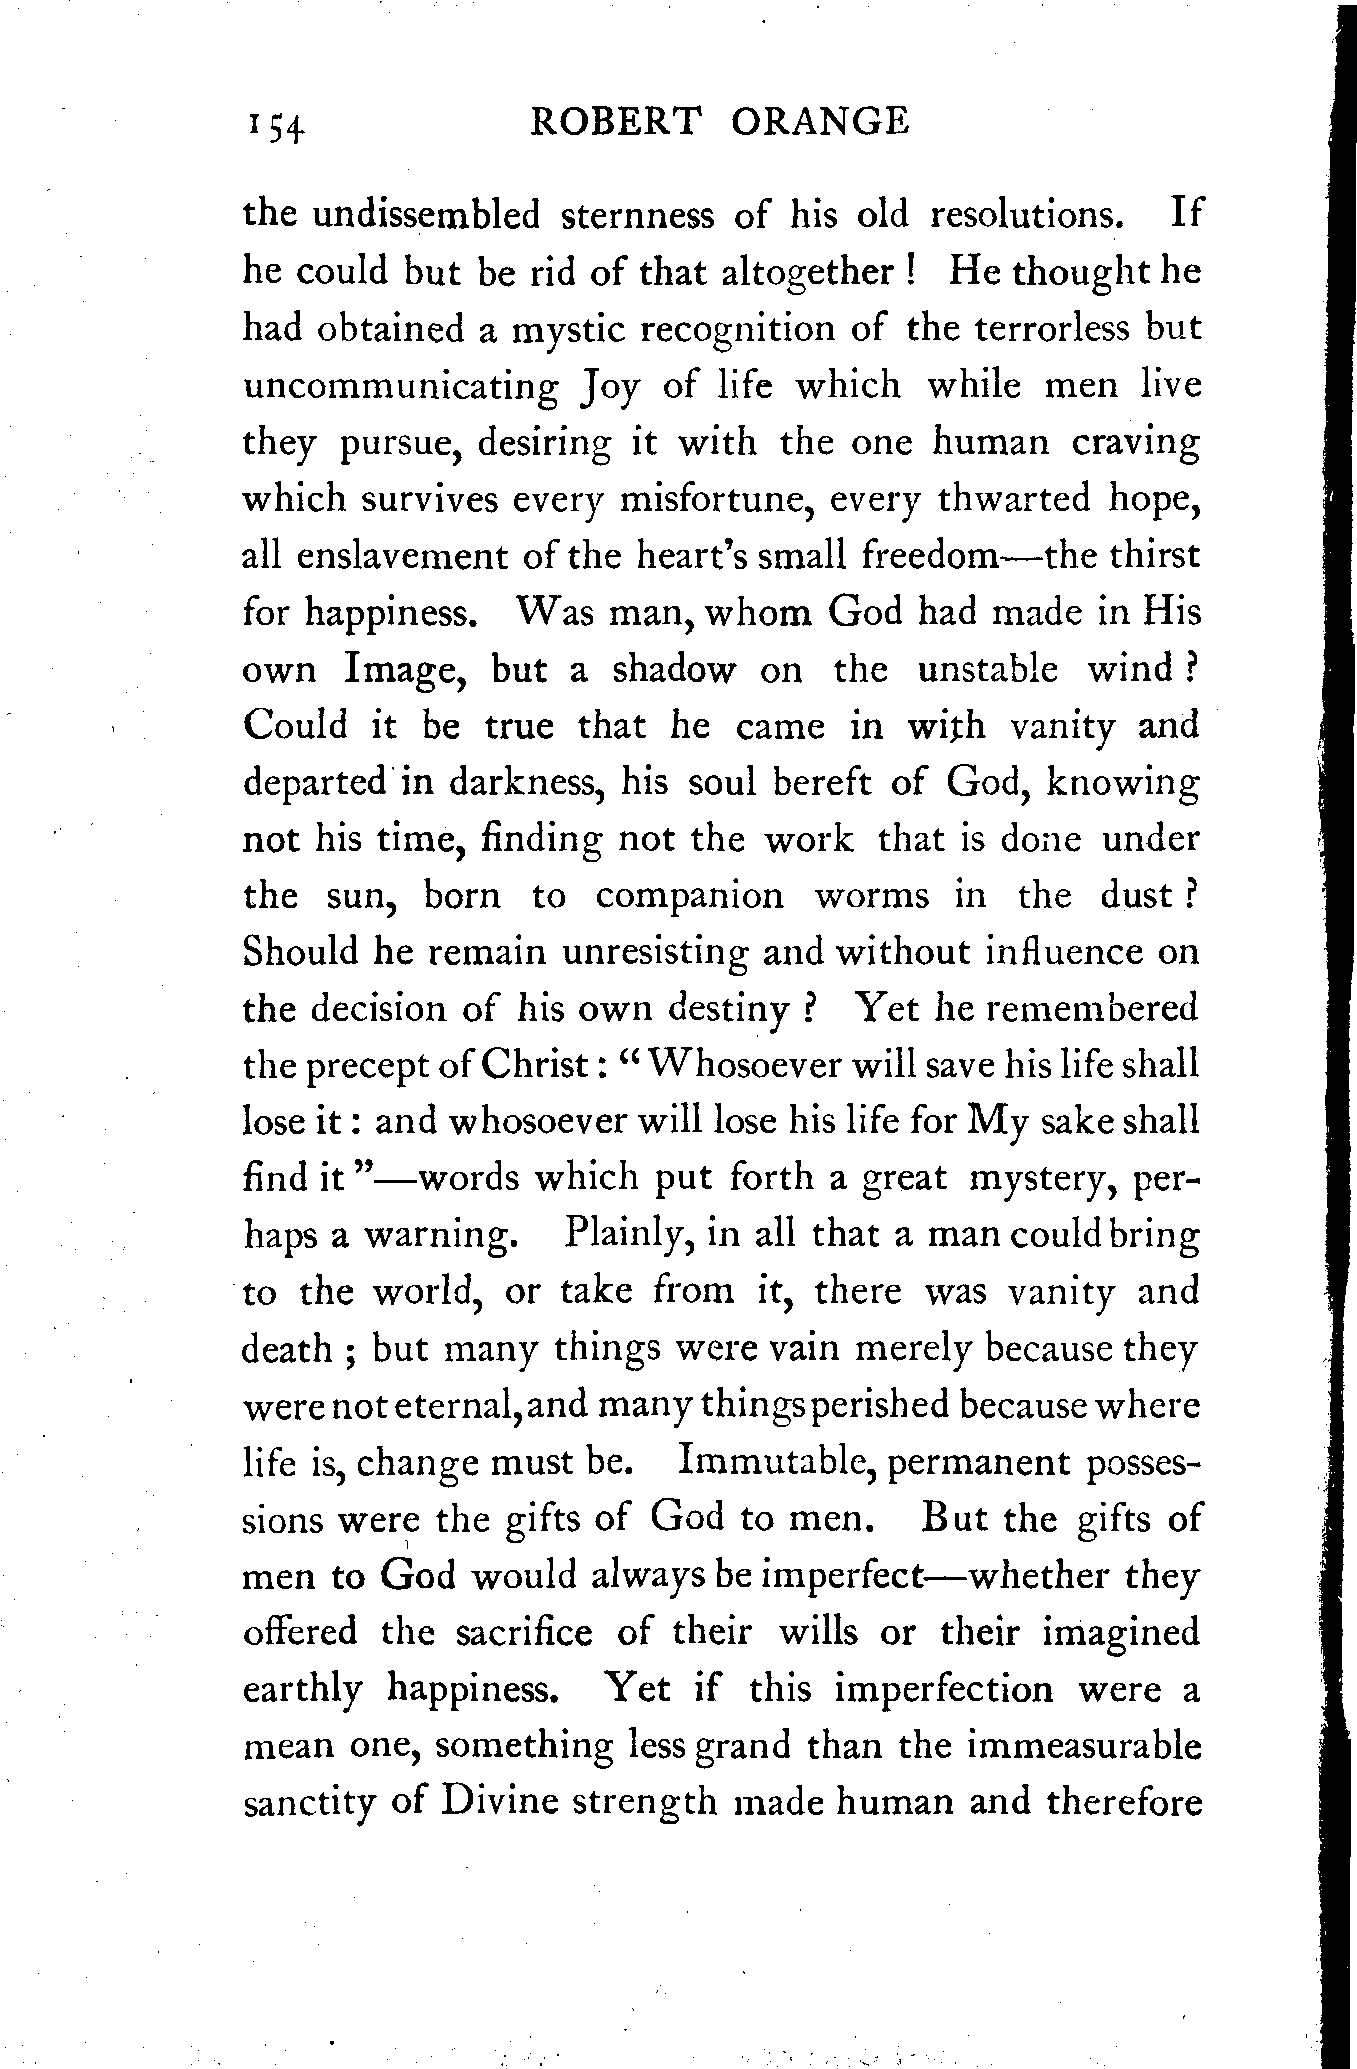 154 ROBERT ORANGE
the undissembled sternness of his old resolutions. If
he could but be rid of that altogether ! He thought he
had obtained a mystic recognition of the terrorless but
uncommunicating Joy of life which while men live
they pursue, desiring it with the one human craving
which survives every misfortune, every thwarted hope,
all enslavement of the heart's small freedom—the thirst
for happiness. Was man, whom God had made in His
own Image, but a shadow on the unstable wind ?
Could it be true that he came in with vanity and
departed in darkness, his soul bereft of God, knowing
not his time, finding not the work that is done under
the sun, born to companion worms in the dust ?
Should he remain unresisting and without influence on
the decision of his own destiny ? Yet he remembered
the precept of Christ : “ Whosoever will save his life shall
lose it : and whosoever will lose his life for My sake shall
find it ”—words which put forth a great mystery, per-
haps a warning. Plainly, in all that a man could bring
to the world, or take from it, there was vanity and
death ; but many things were vain merely because they
were not eternal, and many things perished because where
life is, change must be. Immutable, permanent posses-
sions were the gifts of God to men. But the gifts of
men to God would always be imperfect—whether they
offered the sacrifice of their wills or their imagined
earthly happiness. Yet if this imperfection were a
mean one, something less grand than the immeasurable
sanctity of Divine strength made human and therefore